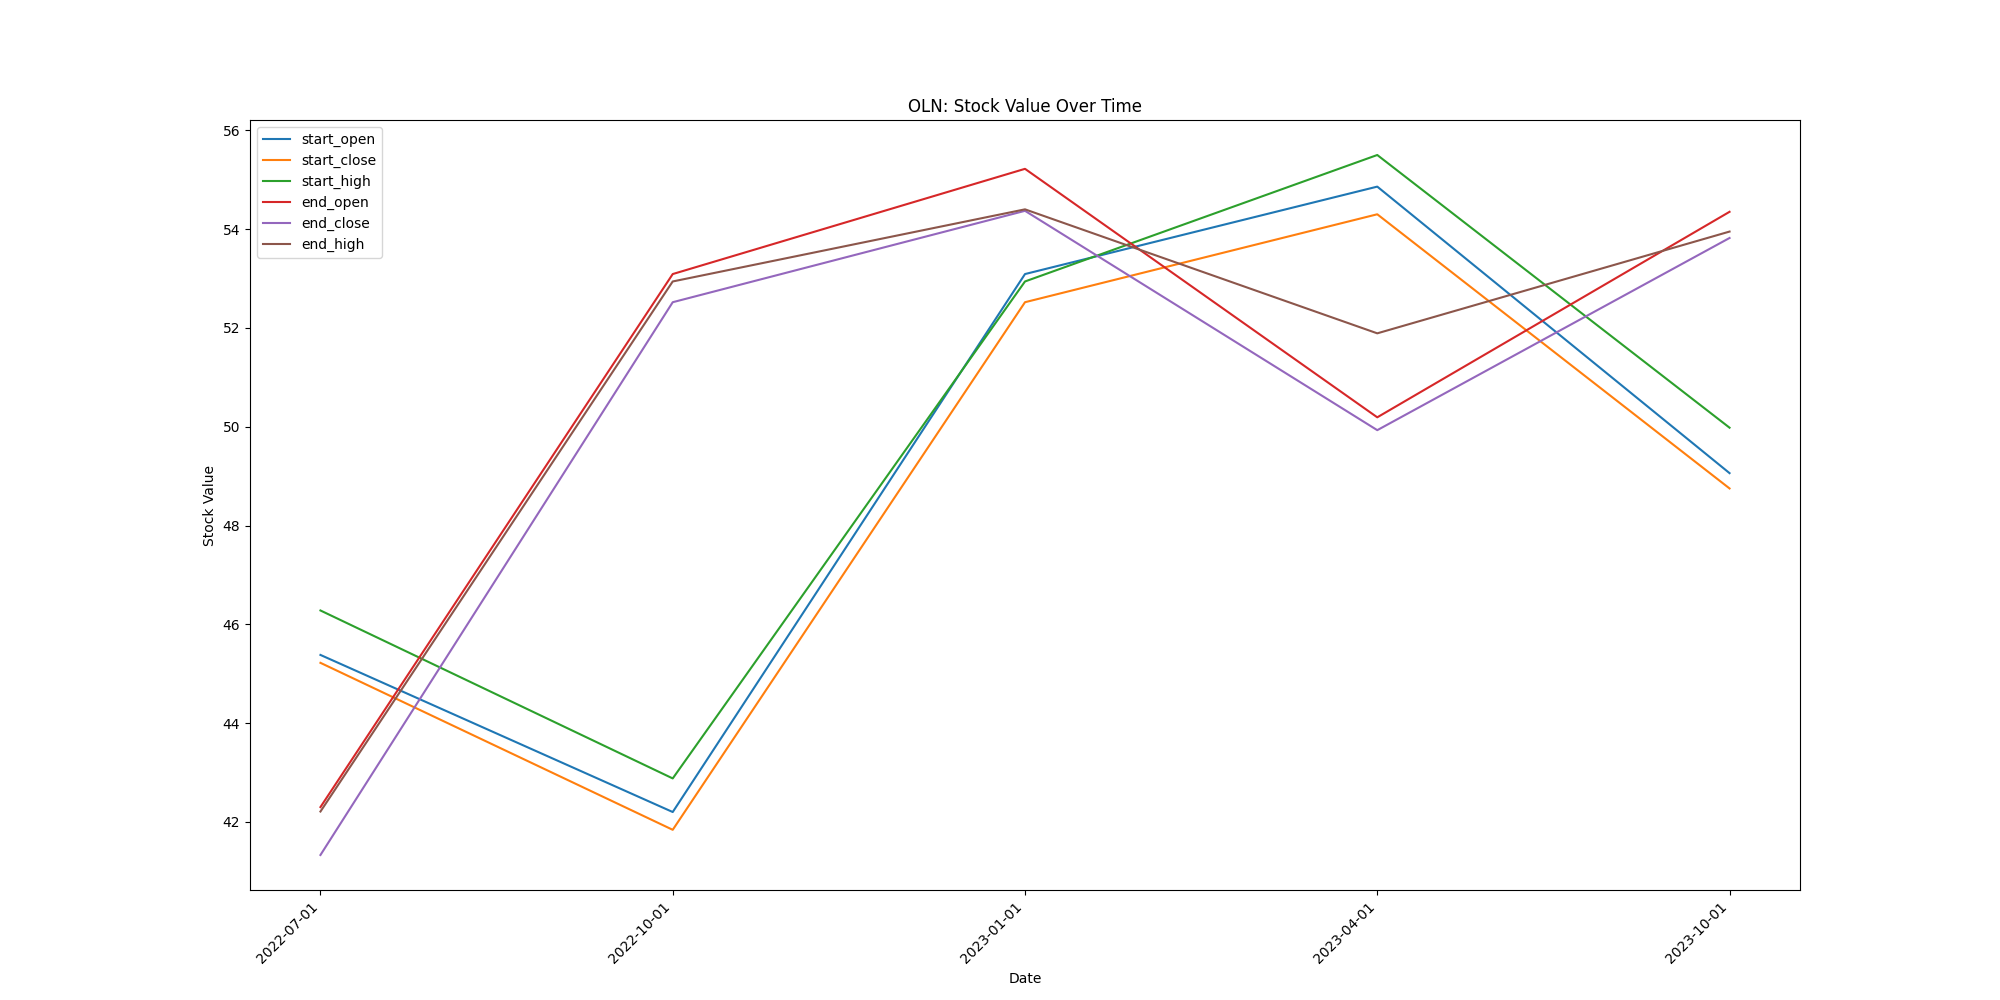 OLN: Stock Value Over Time
56
54
52
50
48
46
44
42
Stock Value
start_open
start_close
start_high
end_open
end_close
end_high
2022-07-01
2022-10-01
2023-01-01
2023-04-01
2023-10-01
Date